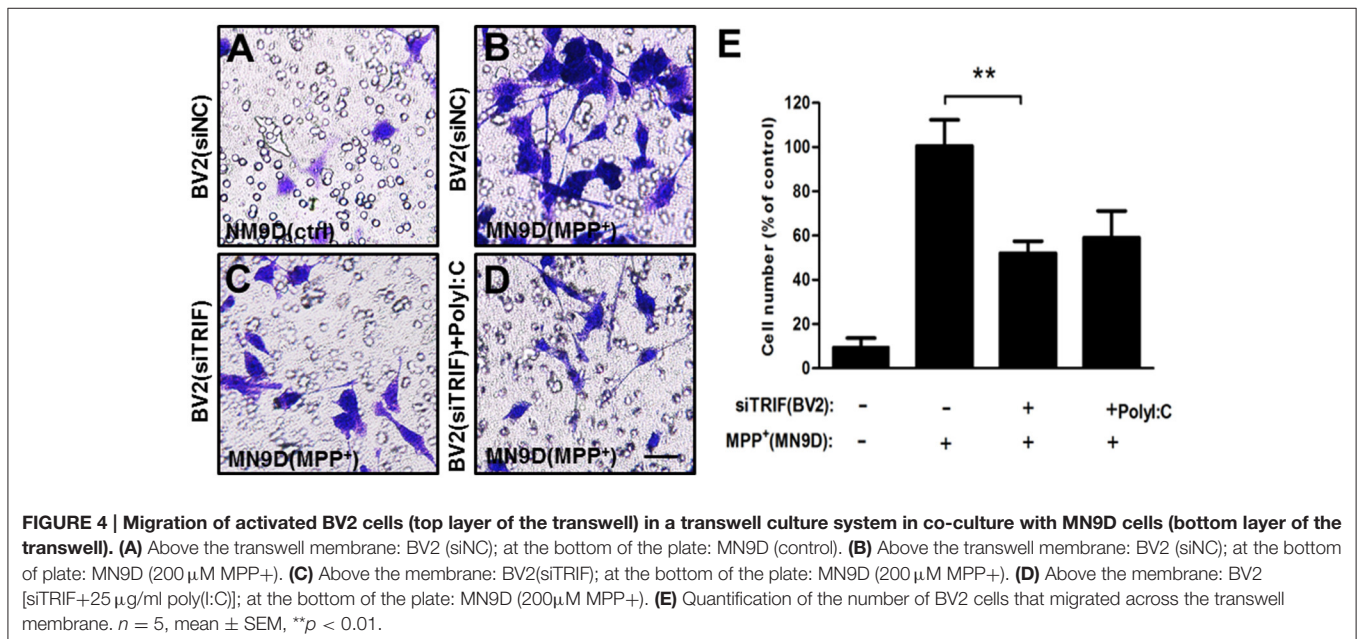 A
BV2(siNC)
NM9D(ctrl)
B
BV2(siNC)
MN9D(MPP+)
C
BV2(siTRIF)
MN9D(MPP+)
D
BV2(siTRIF)+PolyI:C
MN9D(MPP+)
E
**
Cell number (% of control)
120
100
80
60
40
20
0
siTRIF(BV2): - - + +PolyI:C
MPP+(MN9D): - + + +
FIGURE 4 | Migration of activated BV2 cells (top layer of the transwell) in a transwell culture system in co-culture with MN9D cells (bottom layer of the
transwell). (A) Above the transwell membrane: BV2 (siNC); at the bottom of the plate: MN9D (control). (B) Above the transwell membrane: BV2 (siNC); at the bottom
of plate: MN9D (200 μM MPP+). (C) Above the membrane: BV2(siTRIF); at the bottom of the plate: MN9D (200 μM MPP+). (D) Above the membrane: BV2
[siTRIF+25 μg/ml poly(I:C)]; at the bottom of the plate: MN9D (200μM MPP+). (E) Quantification of the number of BV2 cells that migrated across the transwell
membrane. n = 5, mean ± SEM, **p < 0.01.